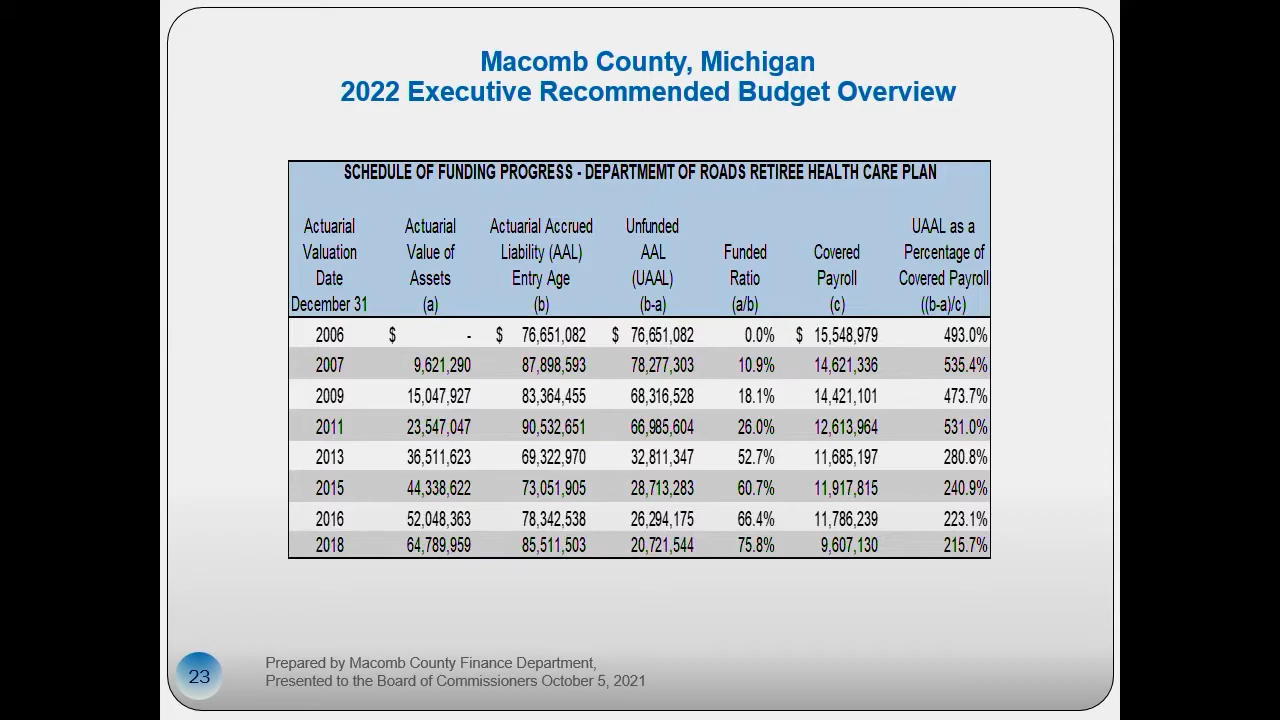 Macomb County, Michigan
2022 Executive Recommended Budget Overview
SCHEDULE OF FUNDING PROGRESS - DEPARTMEMT OF ROADS RETIREE HEALTH CARE PLAN
Actuarial Actuarial Actuarial Accrued Unfunded UAAL as a
Valuation Value of Liability (AAL) AAL Funded Covered Percentage of
Date Assets Entry Age (UAAL) Ratio Payroll Covered Payroll
December 31 (a) (b) (b-a) (a/b) (c) ((b-a)/c)
2006 $ - $ 76,651,082 $ 76,651,082 0.0% $ 15,548,979 493.0%
2007 9,621,290 87,898,593 78,277,303 10.9% 14,621,336 535.4%
2009 15,047,927 83,364,455 68,316,528 18.1% 14,421,101 473.7%
2011 23,547,047 90,532,651 66,985,604 26.0% 12,613,964 531.0%
2013 36,511,623 69,322,970 32,811,347 52.7% 11,685,197 280.8%
2015 44,338,622 73,051,905 28,713,283 60.7% 11,917,815 240.9%
2016 52,048,363 78,342,538 26,294,175 66.4% 11,786,239 223.1%
2018 64,789,959 85,511,503 20,721,544 75.8% 9,607,130 215.7%
23
Prepared by Macomb County Finance Department,
Presented to the Board of Commissioners October 5, 2021